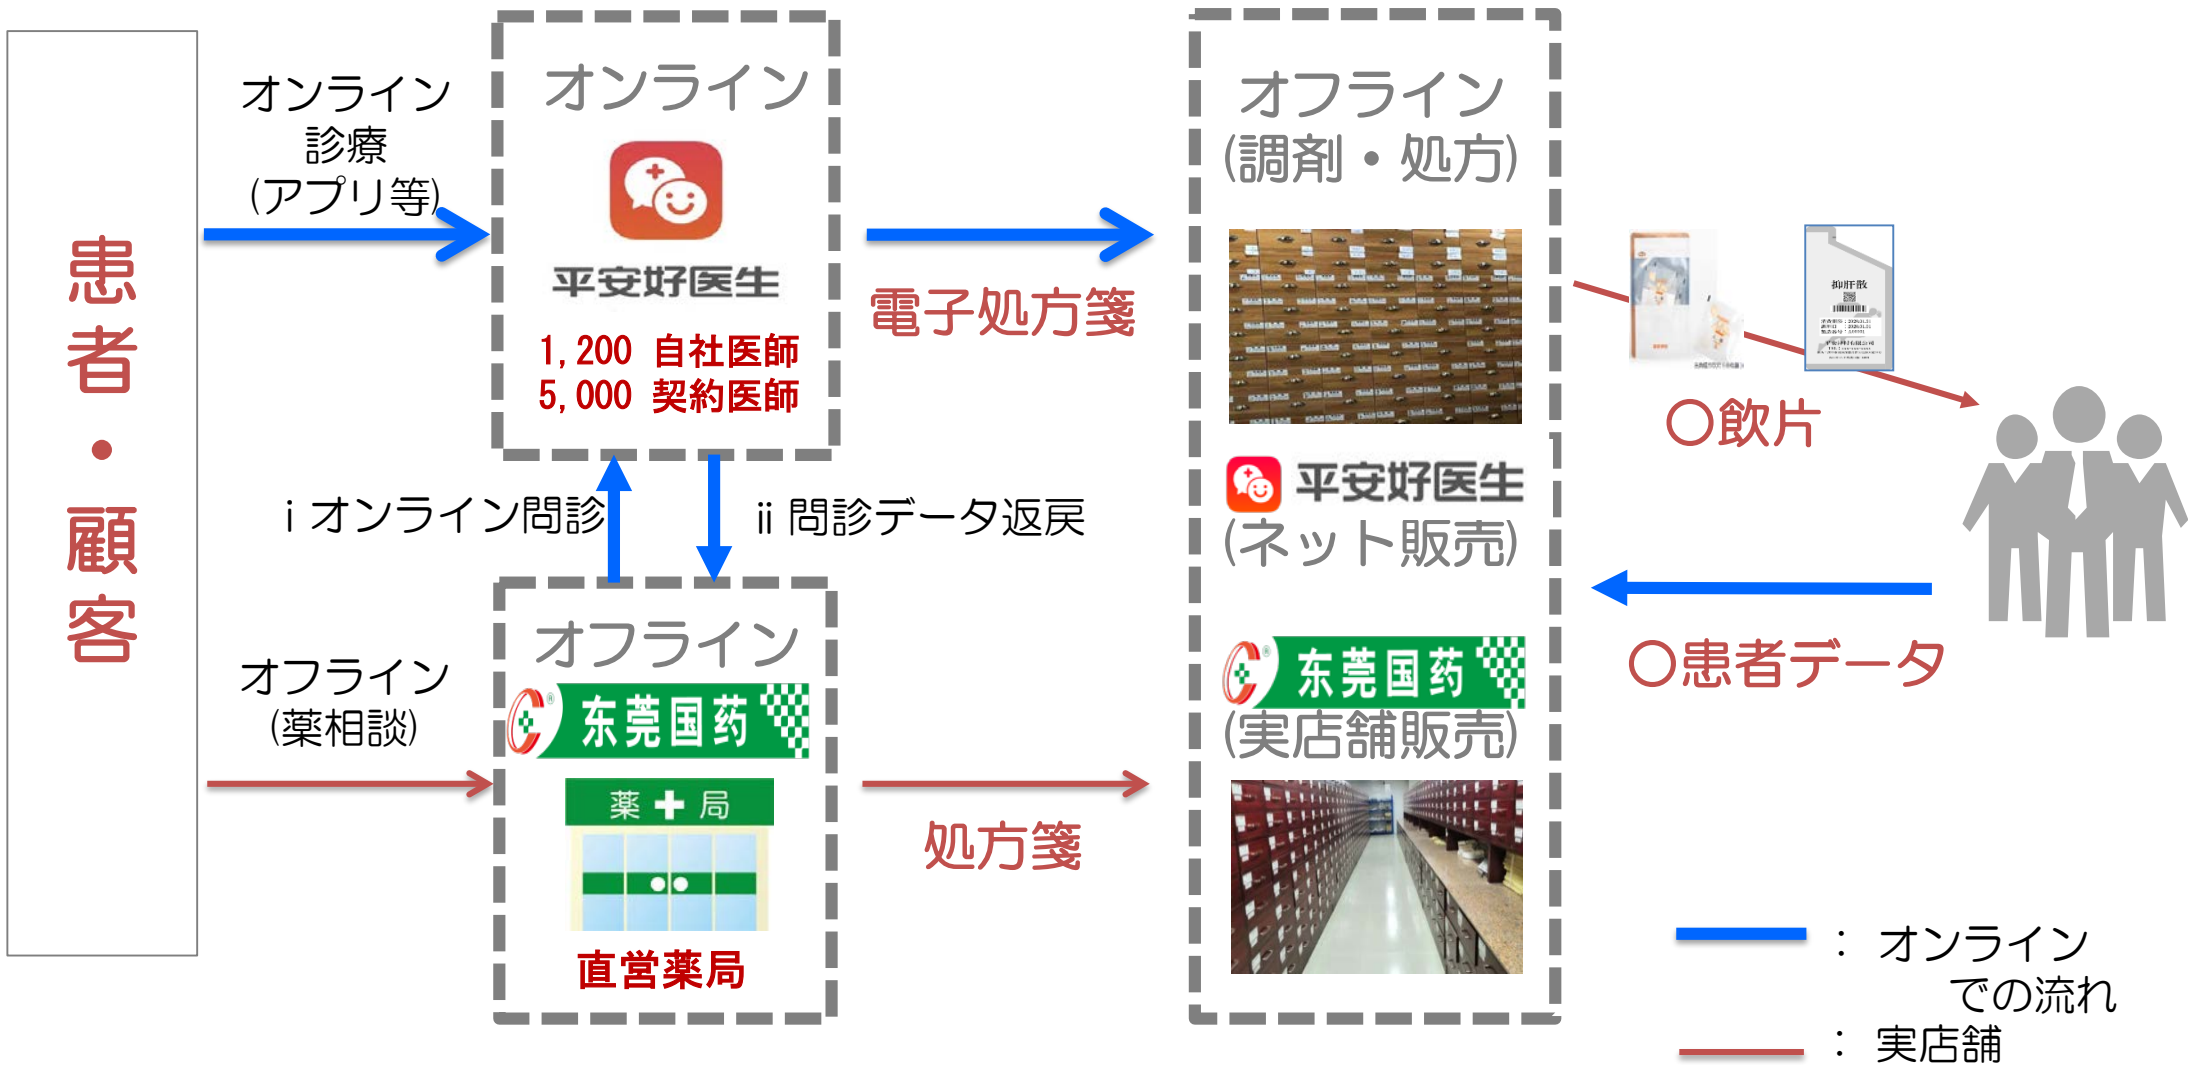 患者・顧客
オンライン
診療
(アプリ等)
オンライン
平安好医生
1,200 自社医師
5,000 契約医師
電子処方箋
i オンライン問診
ii 問診データ返戻
オフライン
(薬相談)
オフライン
东莞国药
薬 局
直営薬局
処方箋
オフライン
(調剤・処方)
平安好医生
(ネット販売)
东莞国药
(実店舗販売)
抑肝散
〇飲片
〇患者データ
： オンライン
での流れ
： 実店舗